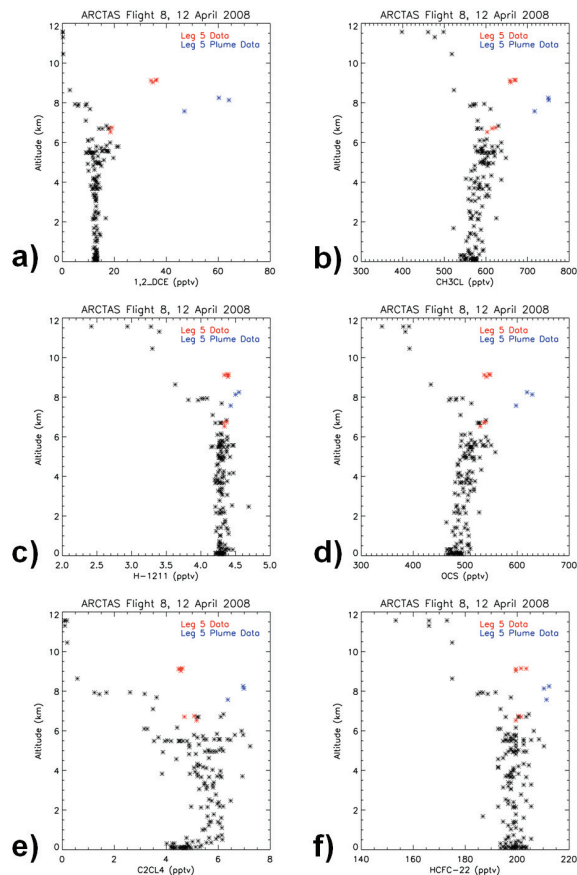 ARCTAS Flight 8, 12 April 2008
Leg 5 Data
Leg 5 Plume Data
Altitude (km)
12
10
8
6
4
2
0
0 20 40 60 80
1,2_DCE (pptv)
a)
ARCTAS Flight 8, 12 April 2008
Leg 5 Data
Leg 5 Plume Data
Altitude (km)
12
10
8
6
4
2
0
300 400 500 600 700 800
CH3CL (pptv)
b)
ARCTAS Flight 8, 12 April 2008
Leg 5 Data
Leg 5 Plume Data
Altitude (km)
12
10
8
6
4
2
0
2.0 2.5 3.0 3.5 4.0 4.5 5.0
H-1211 (pptv)
c)
ARCTAS Flight 8, 12 April 2008
Leg 5 Data
Leg 5 Plume Data
Altitude (km)
12
10
8
6
4
2
0
300 400 500 600 700
OCS (pptv)
d)
ARCTAS Flight 8, 12 April 2008
Leg 5 Data
Leg 5 Plume Data
Altitude (km)
12
10
8
6
4
2
0
0 2 4 6 8
C2CL4 (pptv)
e)
ARCTAS Flight 8, 12 April 2008
Leg 5 Data
Leg 5 Plume Data
Altitude (km)
12
10
8
6
4
2
0
140 160 180 200 220
HCFC-22 (pptv)
f)